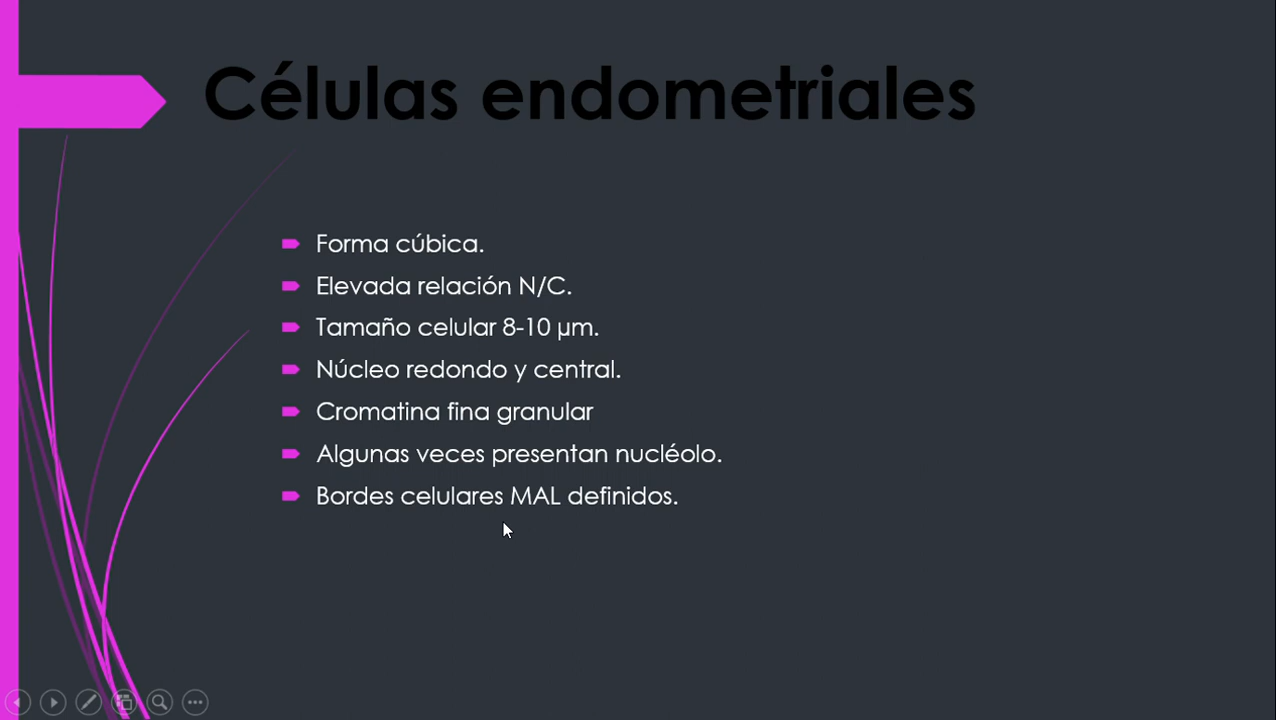 Células endometriales
Forma cúbica.
Elevada relación N/C.
Tamaño celular 8-10 µm.
Núcleo redondo y central.
Cromatina fina granular
Algunas veces presentan nucléolo.
Bordes celulares MAL definidos.